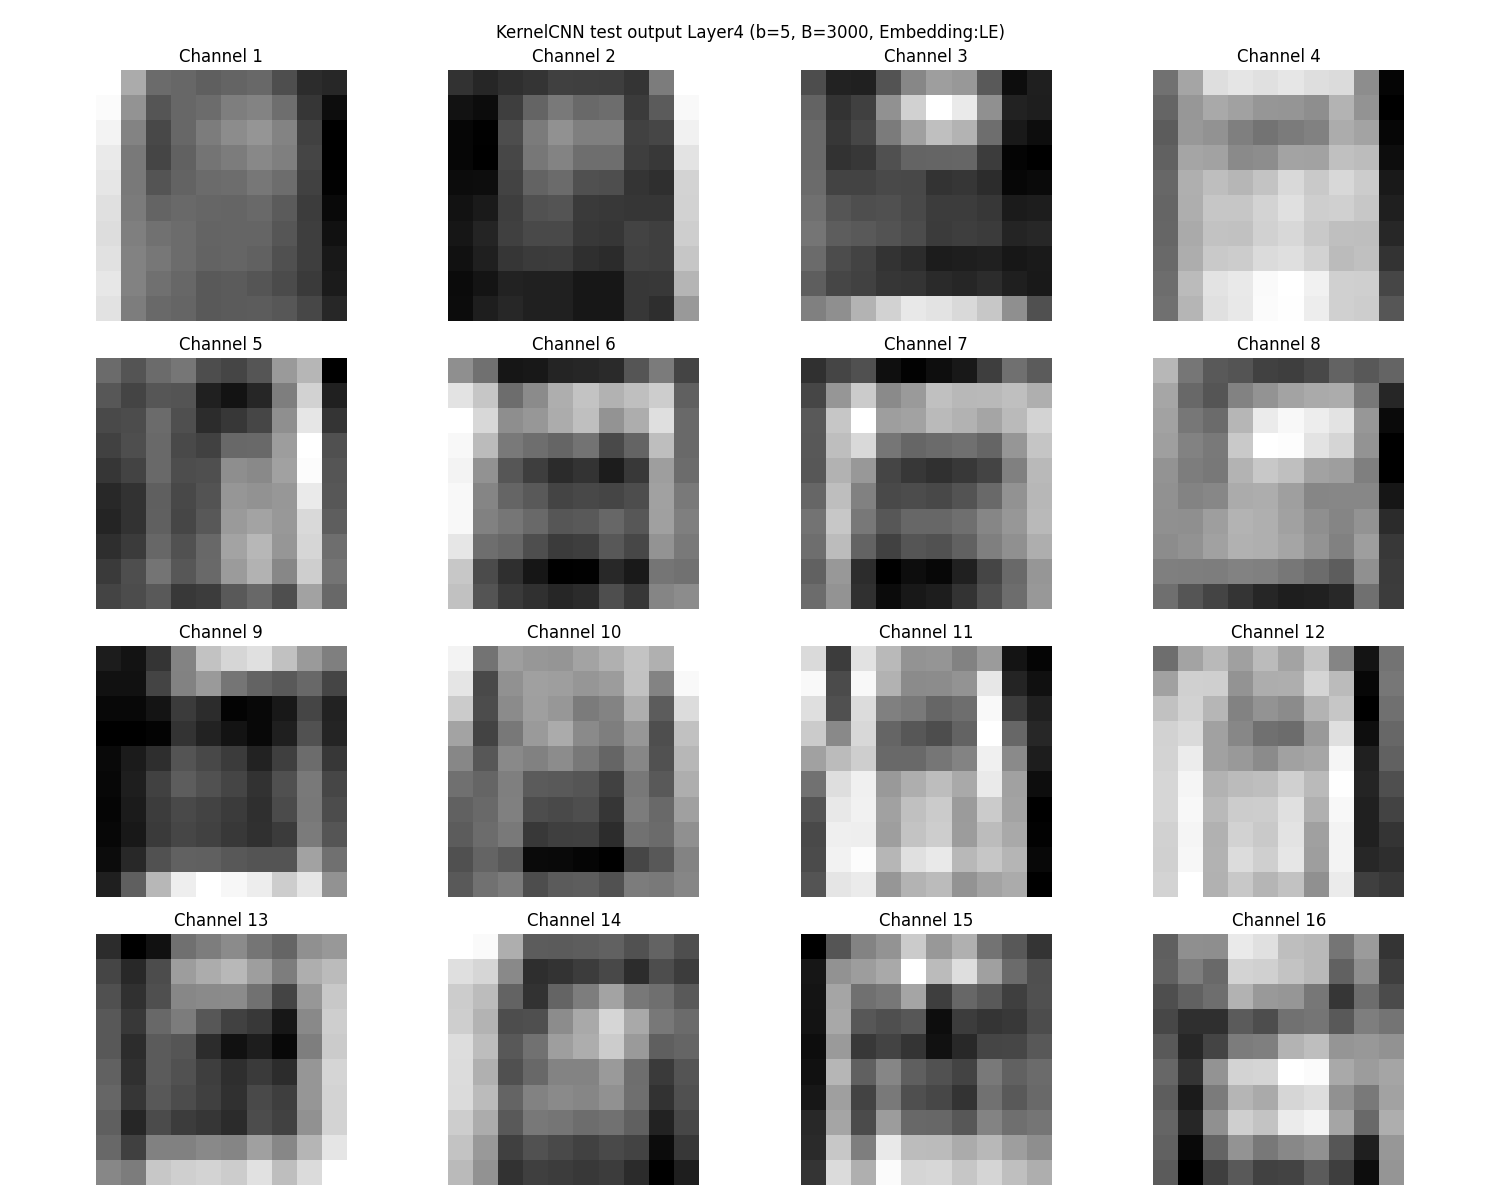 KernelCNN test output Layer4 (b=5, B=3000, Embedding:LE)
Channel 1
Channel 2
Channel 3
Channel 4
Channel 5
Channel 6
Channel 7
Channel 8
Channel 9
Channel 10
Channel 11
Channel 12
Channel 13
Channel 14
Channel 15
Channel 16